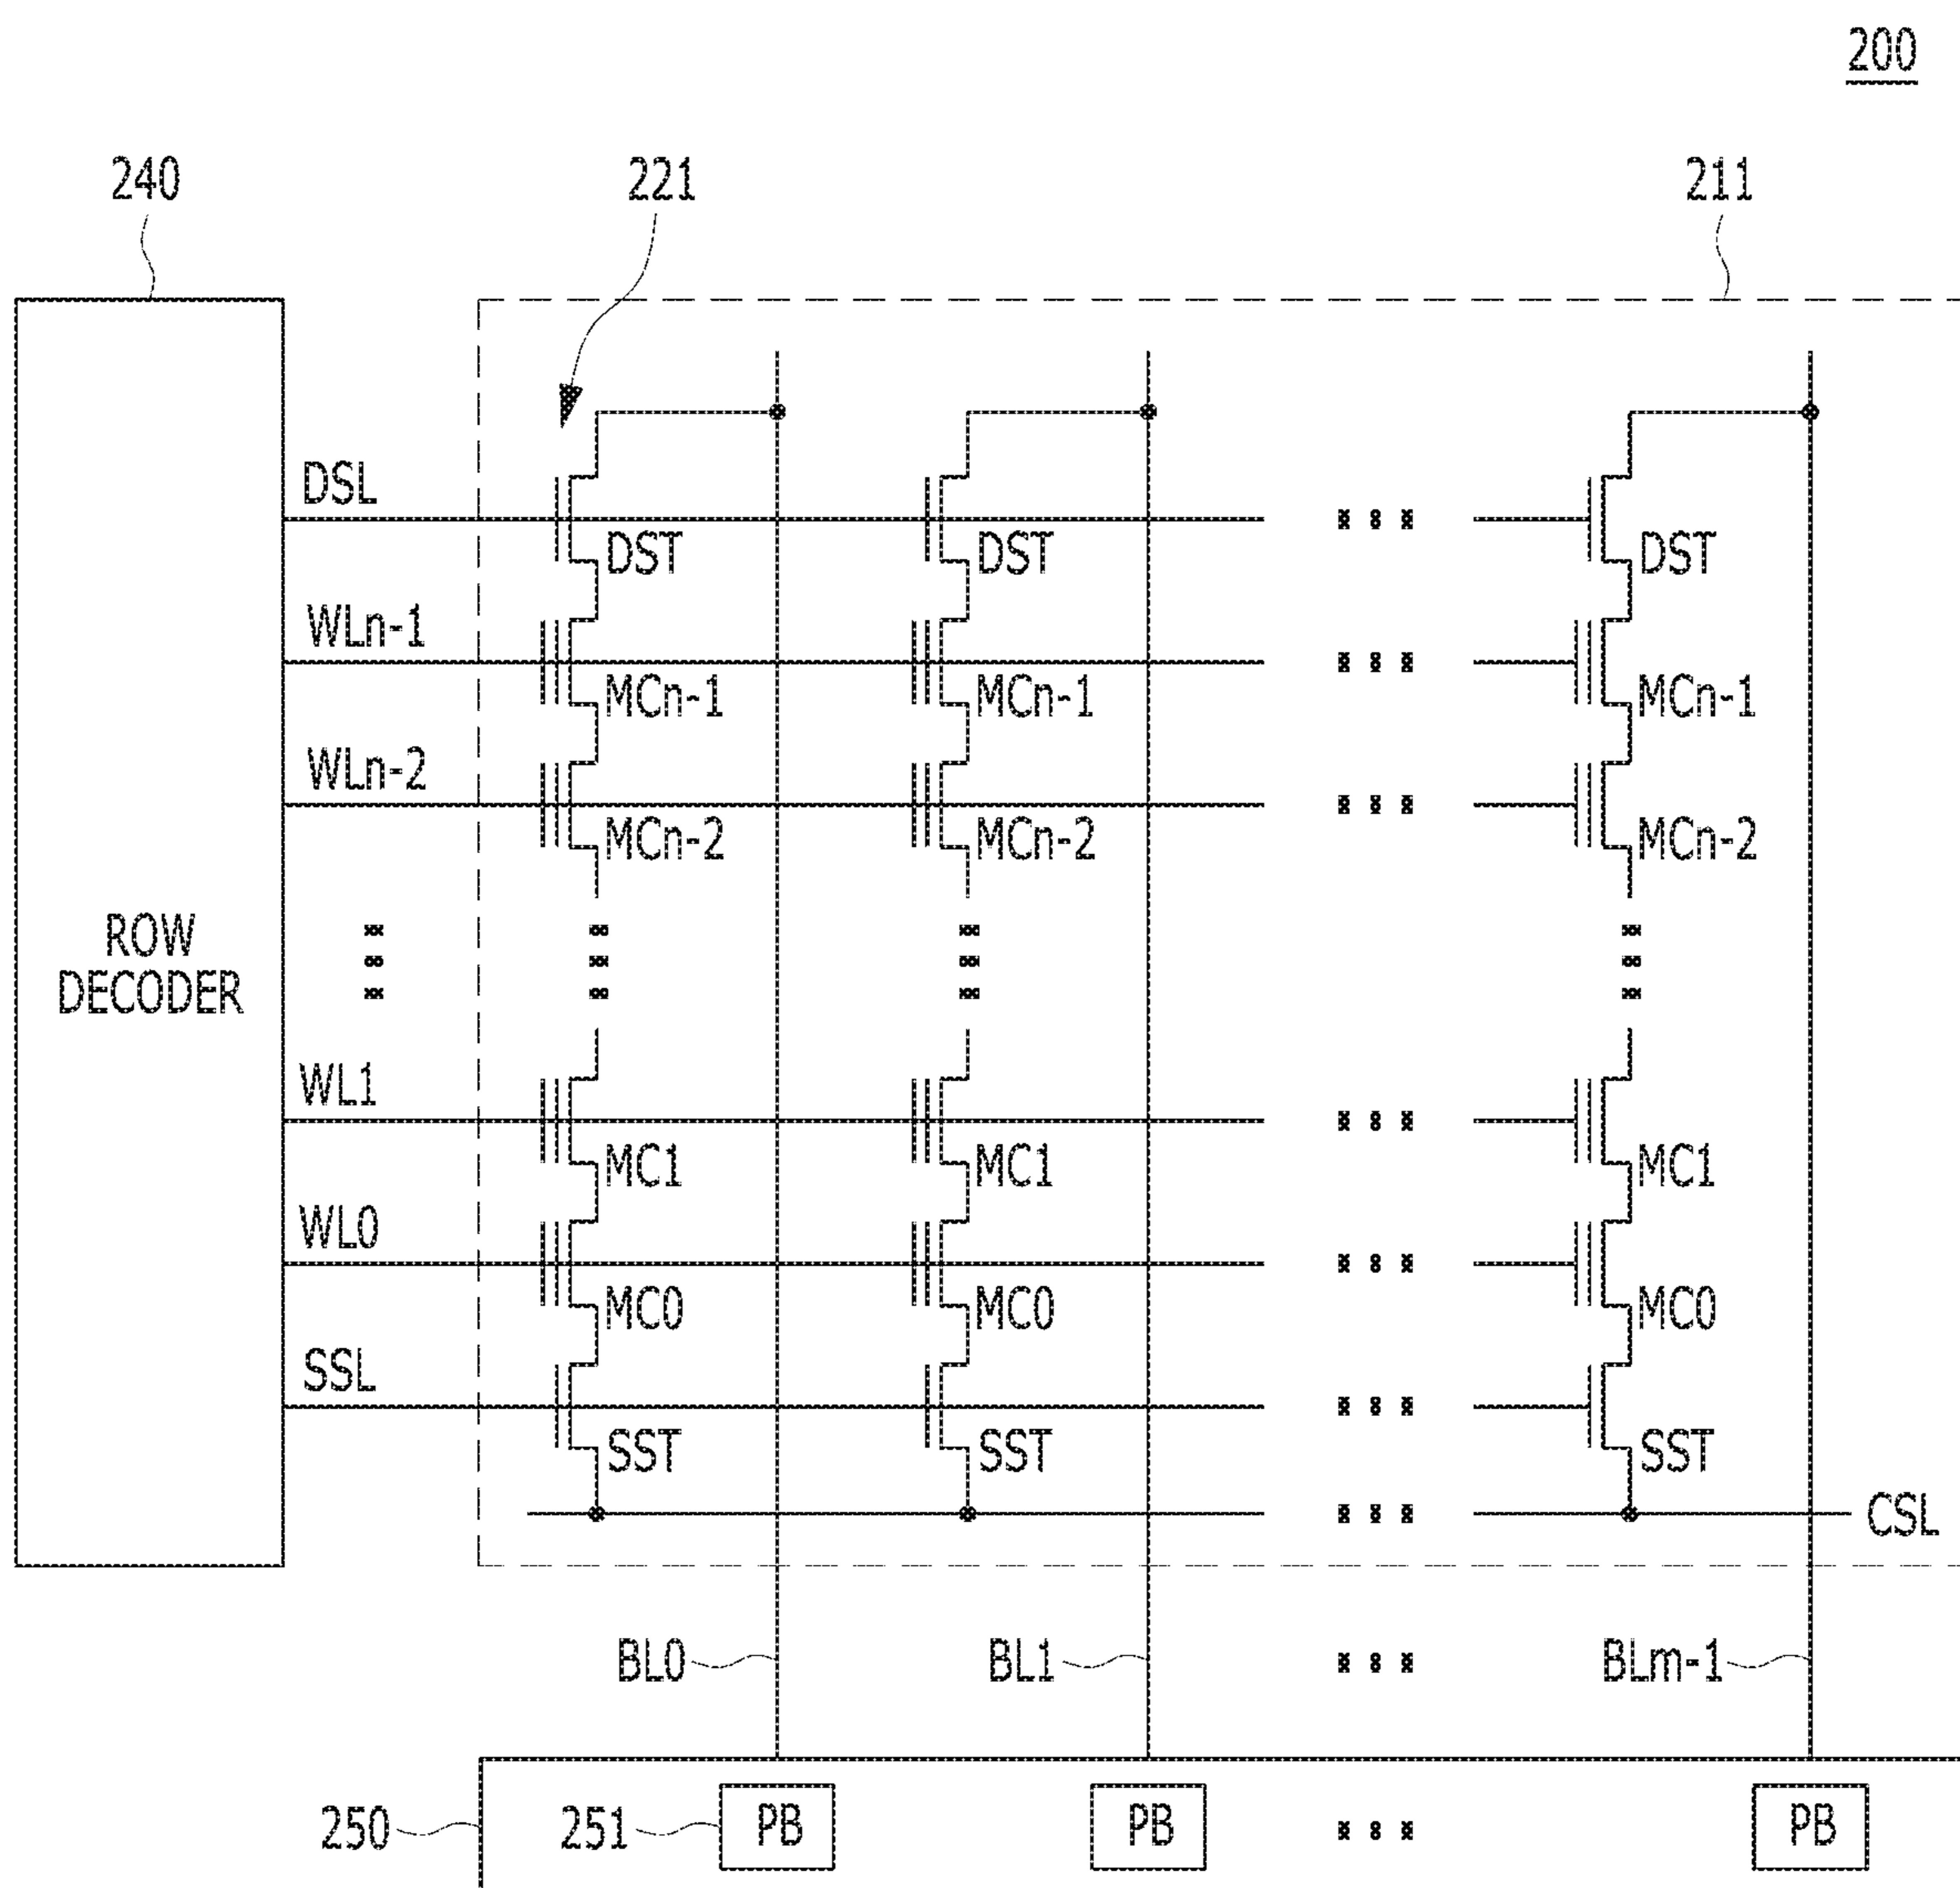 200
240
221
211
DSL
DST DST DST
WLn-1
MCn-1 MCn-1 MCn-1
WLn-2
MCn-2 MCn-2 MCn-2
ROW
DECODER
WL1
MC1 MC1 MC1
WL0
MC0 MC0 MC0
SSL
SST SST SST
CSL
BL0 BL1 BLm-1
250 251 PB PB PB